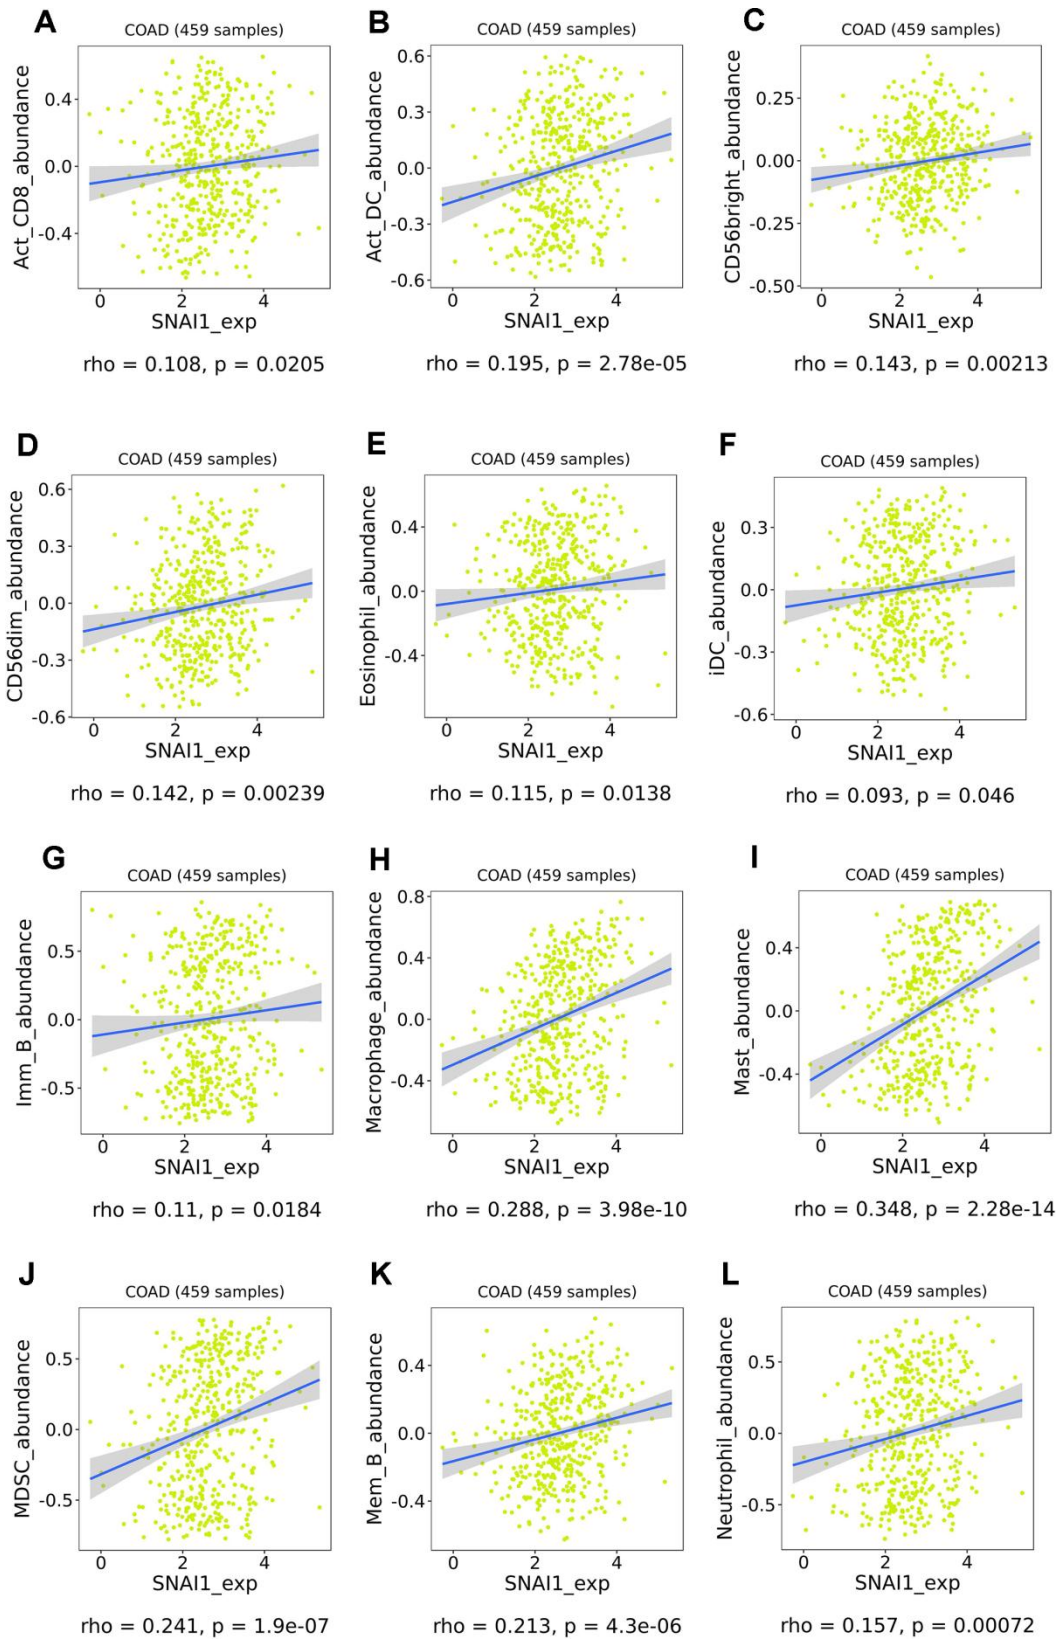 A
COAD (459 samples)
Act_CD8_abundance
0.4
0.0
-0.4
0 2 4
SNAI1_exp
rho = 0.108, p = 0.0205
B
COAD (459 samples)
Act_DC_abundance
0.6
0.3
0.0
-0.3
-0.6
0 2 4
SNAI1_exp
rho = 0.195, p = 2.78e-05
C
COAD (459 samples)
CD56bright_abundance
0.25
0.00
-0.25
-0.50
0 2 4
SNAI1_exp
rho = 0.143, p = 0.00213
D
COAD (459 samples)
CD56dim_abundance
0.6
0.3
0.0
-0.3
-0.6
0 2 4
SNAI1_exp
rho = 0.142, p = 0.00239
E
COAD (459 samples)
Eosinophil_abundance
0.4
0.0
-0.4
0 2 4
SNAI1_exp
rho = 0.115, p = 0.0138
F
COAD (459 samples)
iDC_abundance
0.3
0.0
-0.3
-0.6
0 2 4
SNAI1_exp
rho = 0.093, p = 0.046
G
COAD (459 samples)
Imm_B_abundance
0.5
0.0
-0.5
0 2 4
SNAI1_exp
rho = 0.11, p = 0.0184
H
COAD (459 samples)
Macrophage_abundance
0.8
0.4
0.0
-0.4
0 2 4
SNAI1_exp
rho = 0.288, p = 3.98e-10
I
COAD (459 samples)
Mast_abundance
0.4
0.0
-0.4
0 2 4
SNAI1_exp
rho = 0.348, p = 2.28e-14
J
COAD (459 samples)
MDSC_abundance
0.5
0.0
-0.5
0 2 4
SNAI1_exp
rho = 0.241, p = 1.9e-07
K
COAD (459 samples)
Mem_B_abundance
0.4
0.0
-0.4
0 2 4
SNAI1_exp
rho = 0.213, p = 4.3e-06
L
COAD (459 samples)
Neutrophil_abundance
0.5
0.0
-0.5
0 2 4
SNAI1_exp
rho = 0.157, p = 0.00072